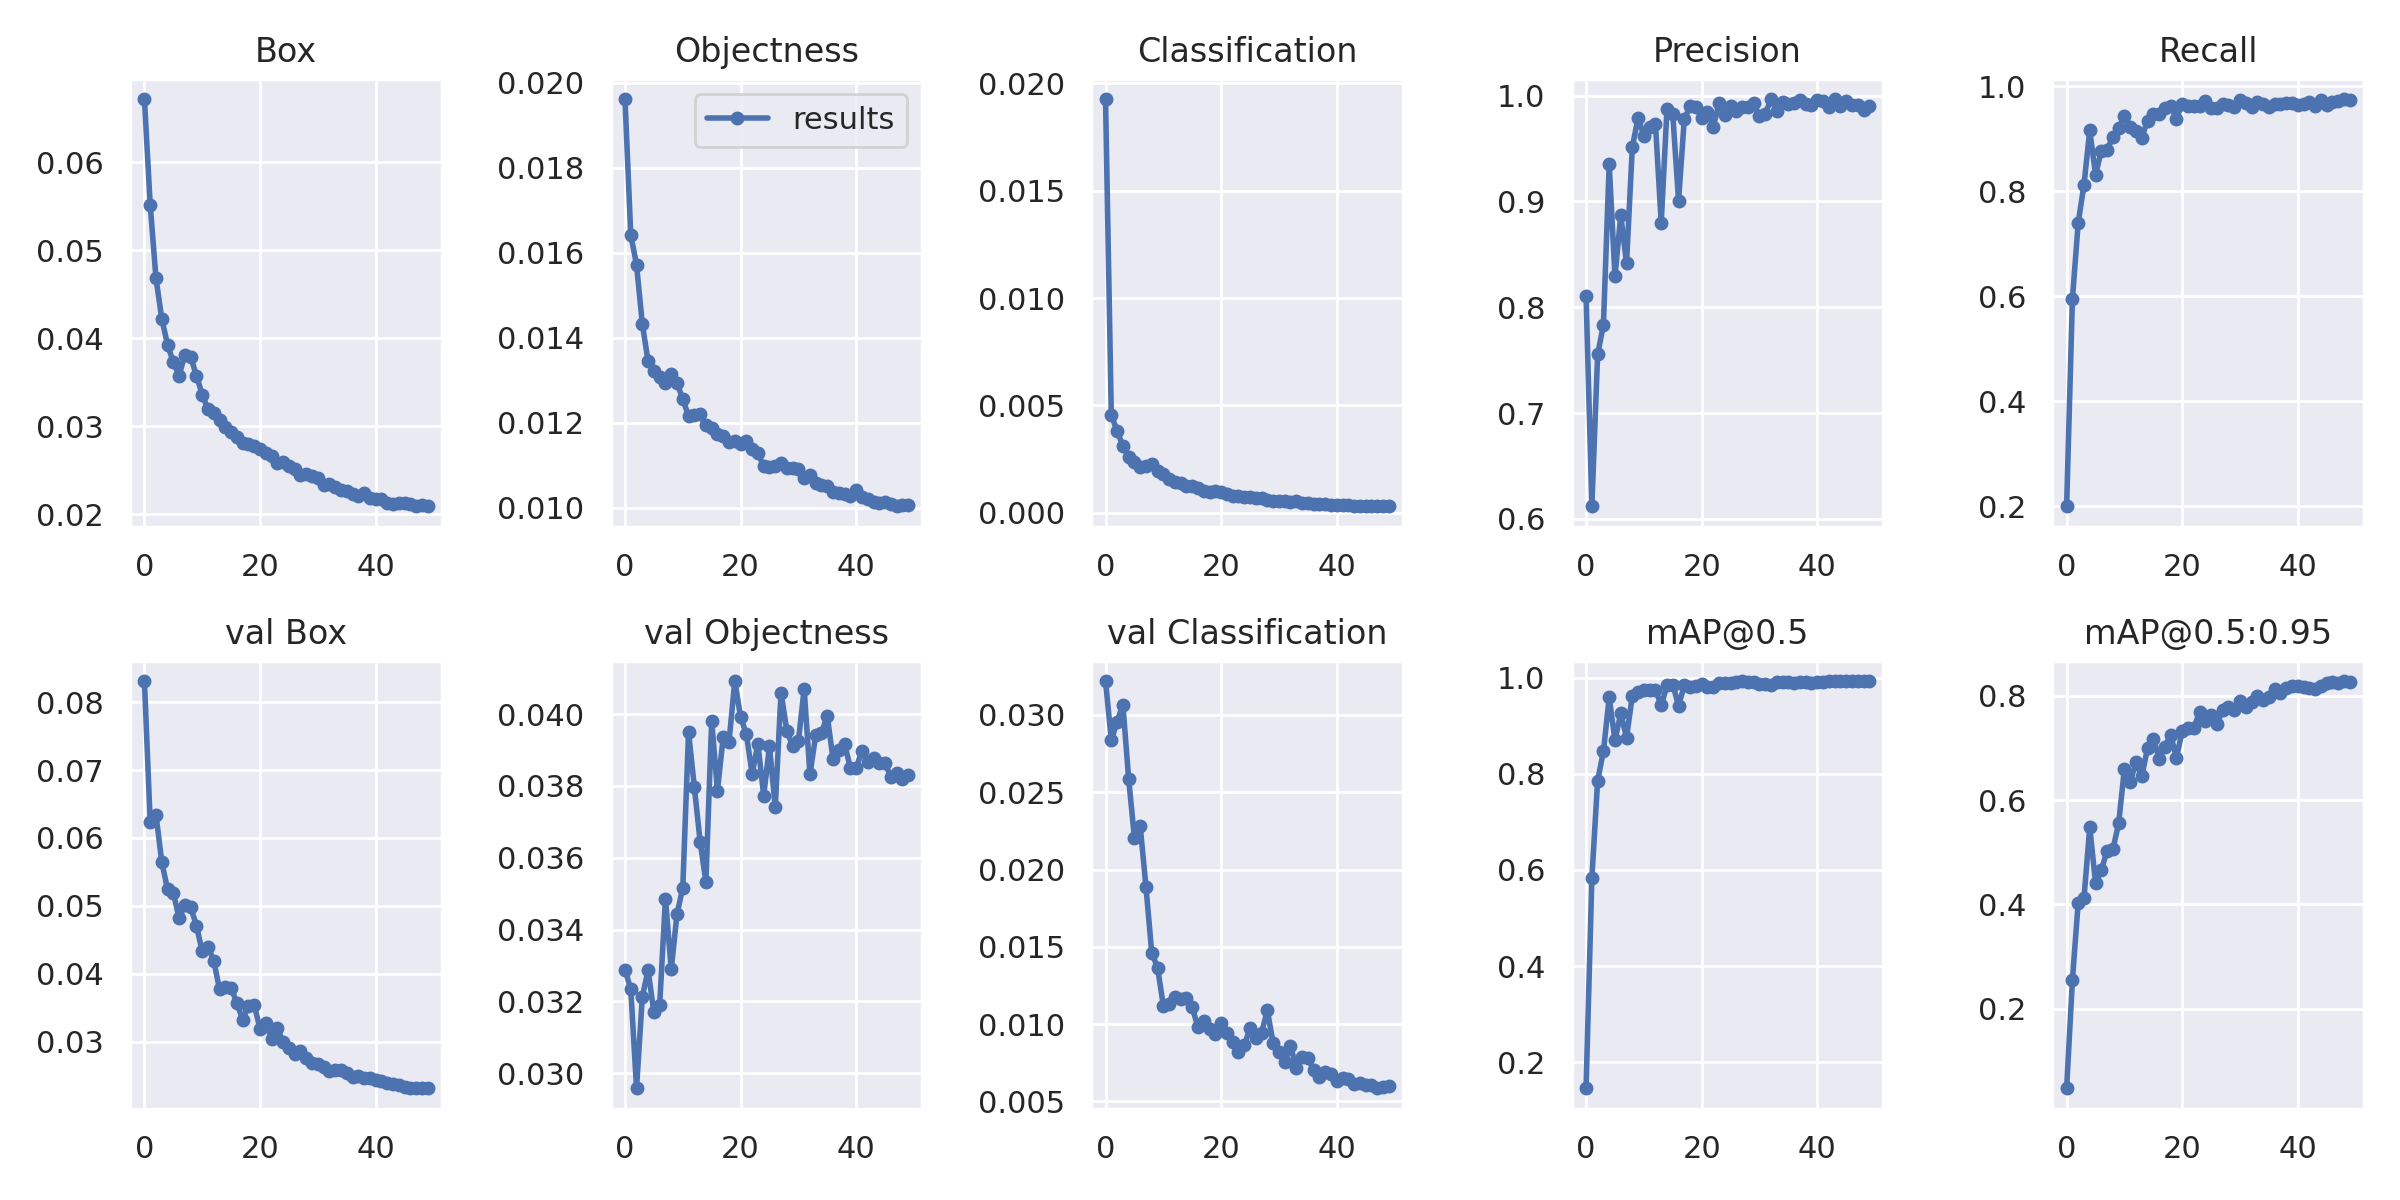 Box
0.06
0.05
0.04
0.03
0.02
0 20 40
Objectness
results
0.020
0.018
0.016
0.014
0.012
0.010
0 20 40
Classification
0.020
0.015
0.010
0.005
0.000
0 20 40
Precision
1.0
0.9
0.8
0.7
0.6
0 20 40
Recall
1.0
0.8
0.6
0.4
0.2
0 20 40
val Box
0.08
0.07
0.06
0.05
0.04
0.03
0 20 40
val Objectness
0.040
0.038
0.036
0.034
0.032
0.030
0 20 40
val Classification
0.030
0.025
0.020
0.015
0.010
0.005
0 20 40
mAP@0.5
1.0
0.8
0.6
0.4
0.2
0 20 40
mAP@0.5:0.95
0.8
0.6
0.4
0.2
0 20 40